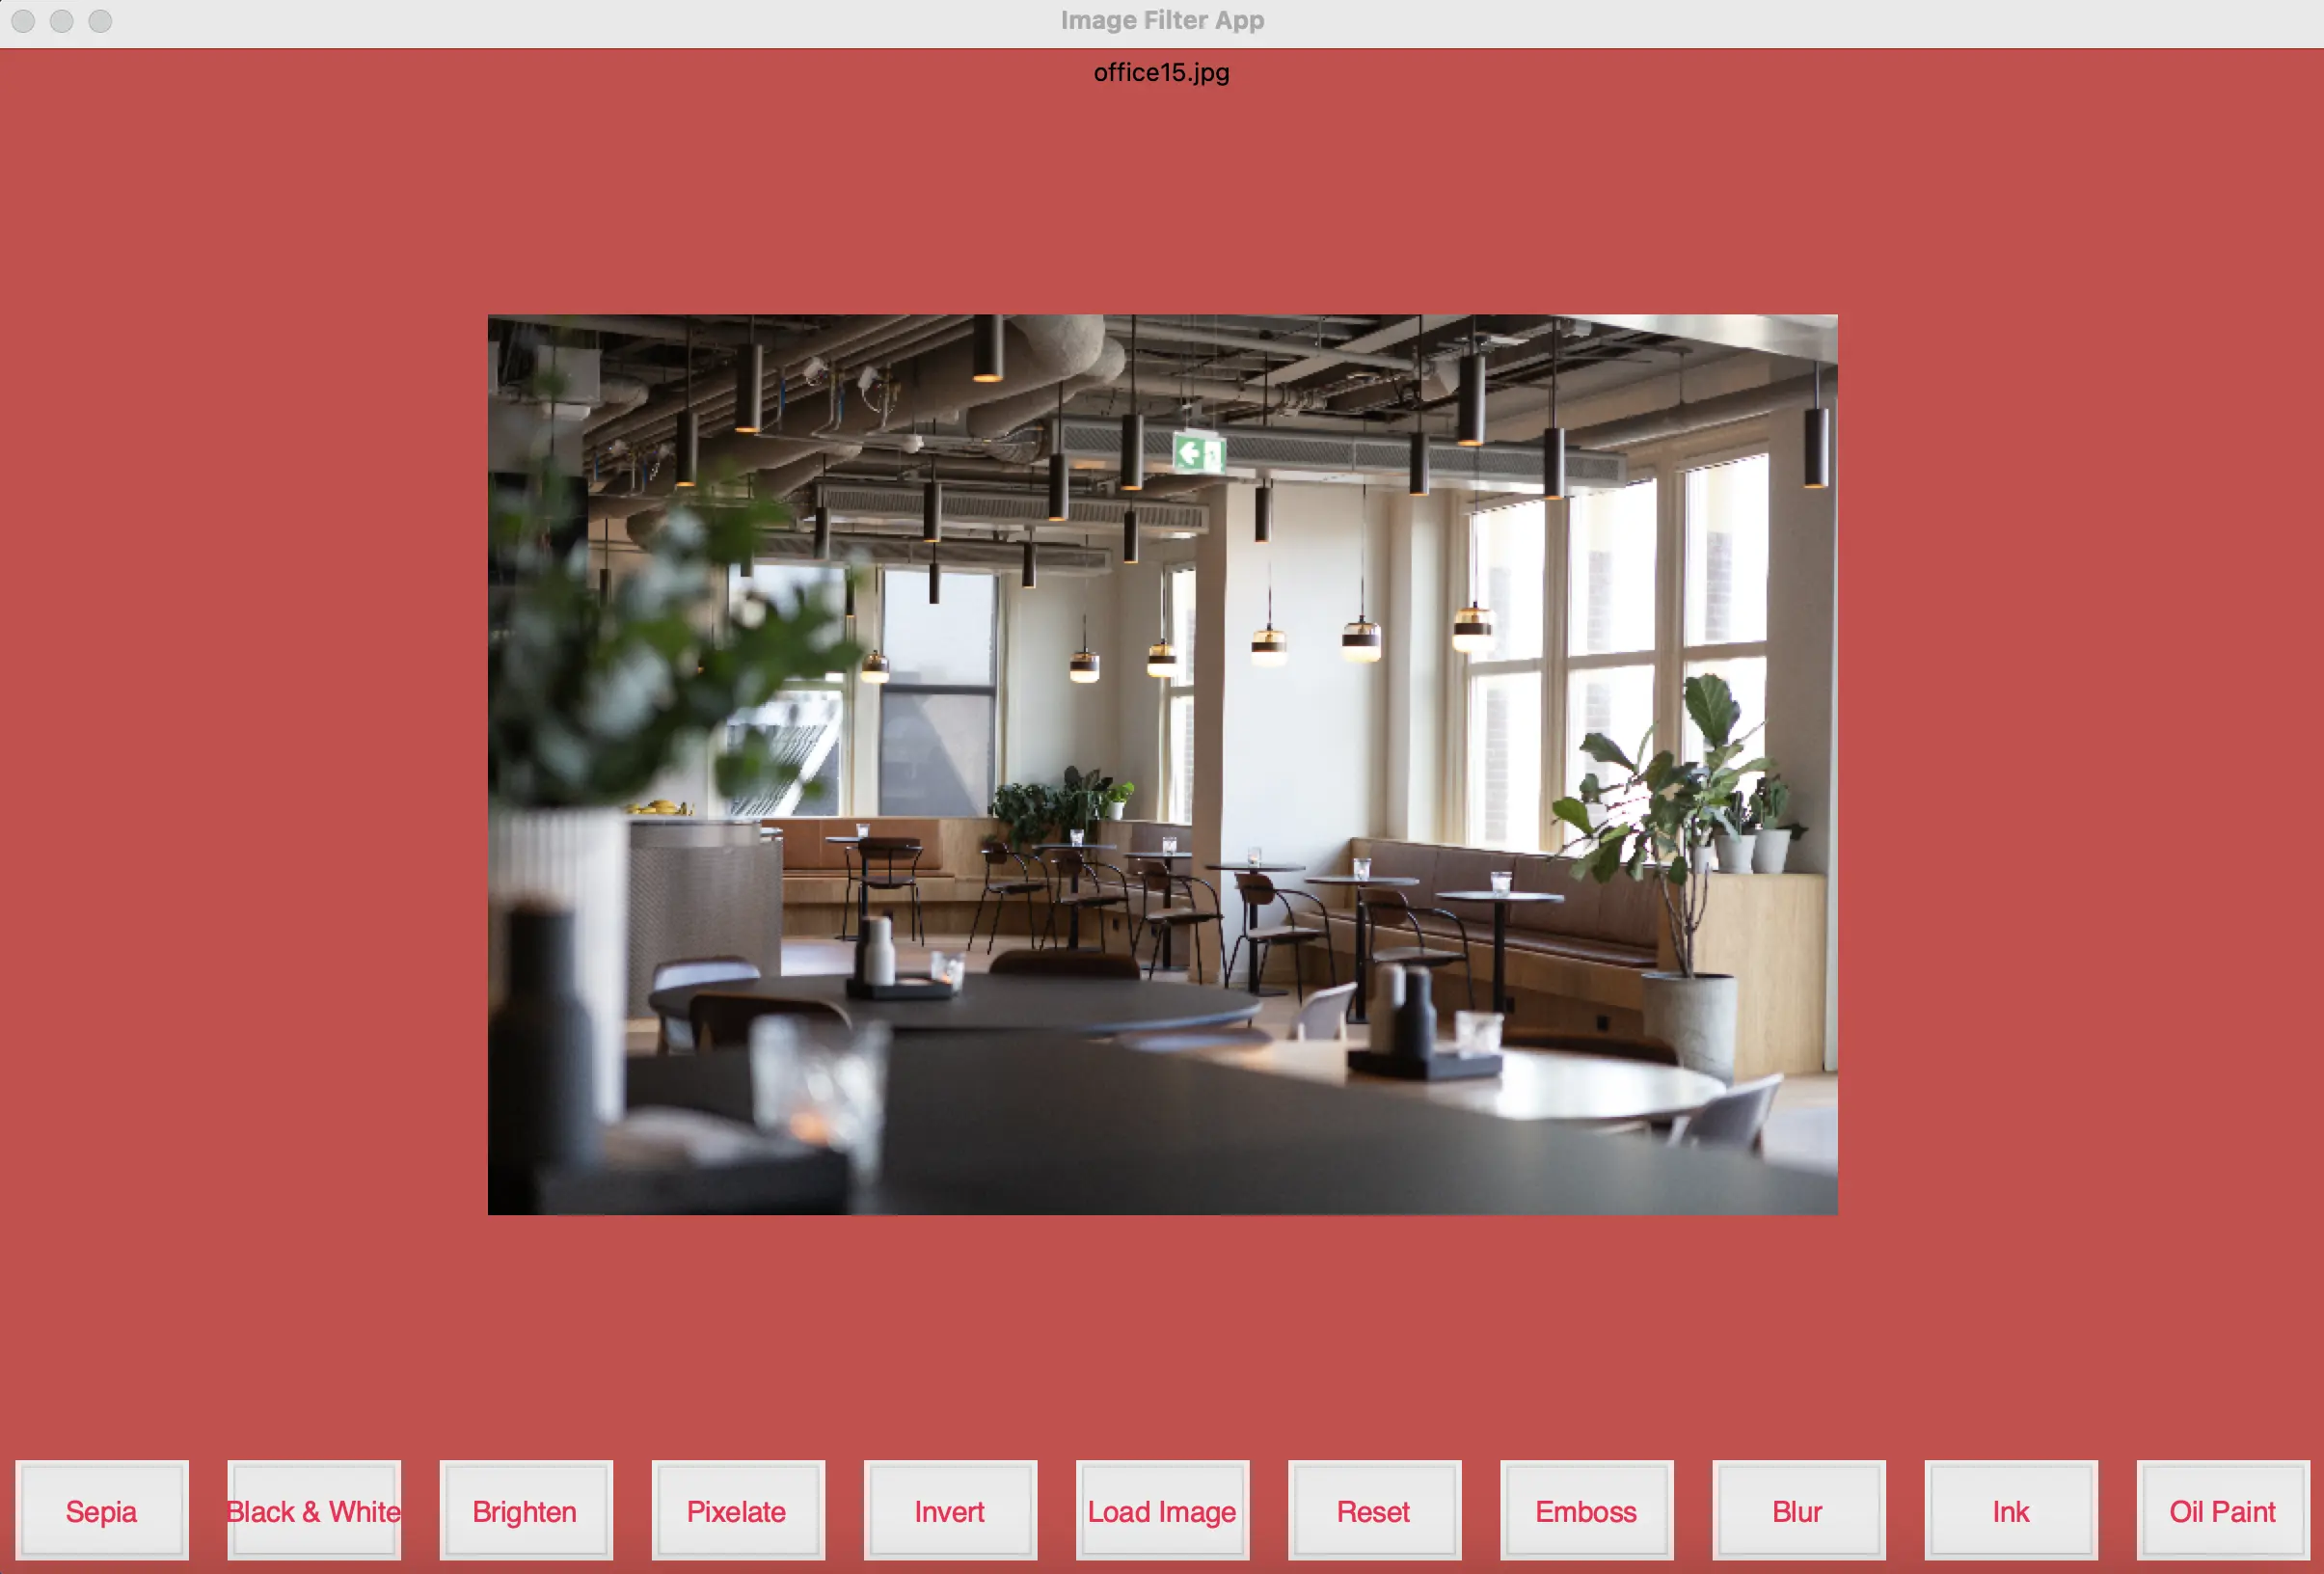 Image Filter App
office15.jpg
Sepia
Black & White
Brighten
Pixelate
Invert
Load Image
Reset
Emboss
Blur
Ink
Oil Paint